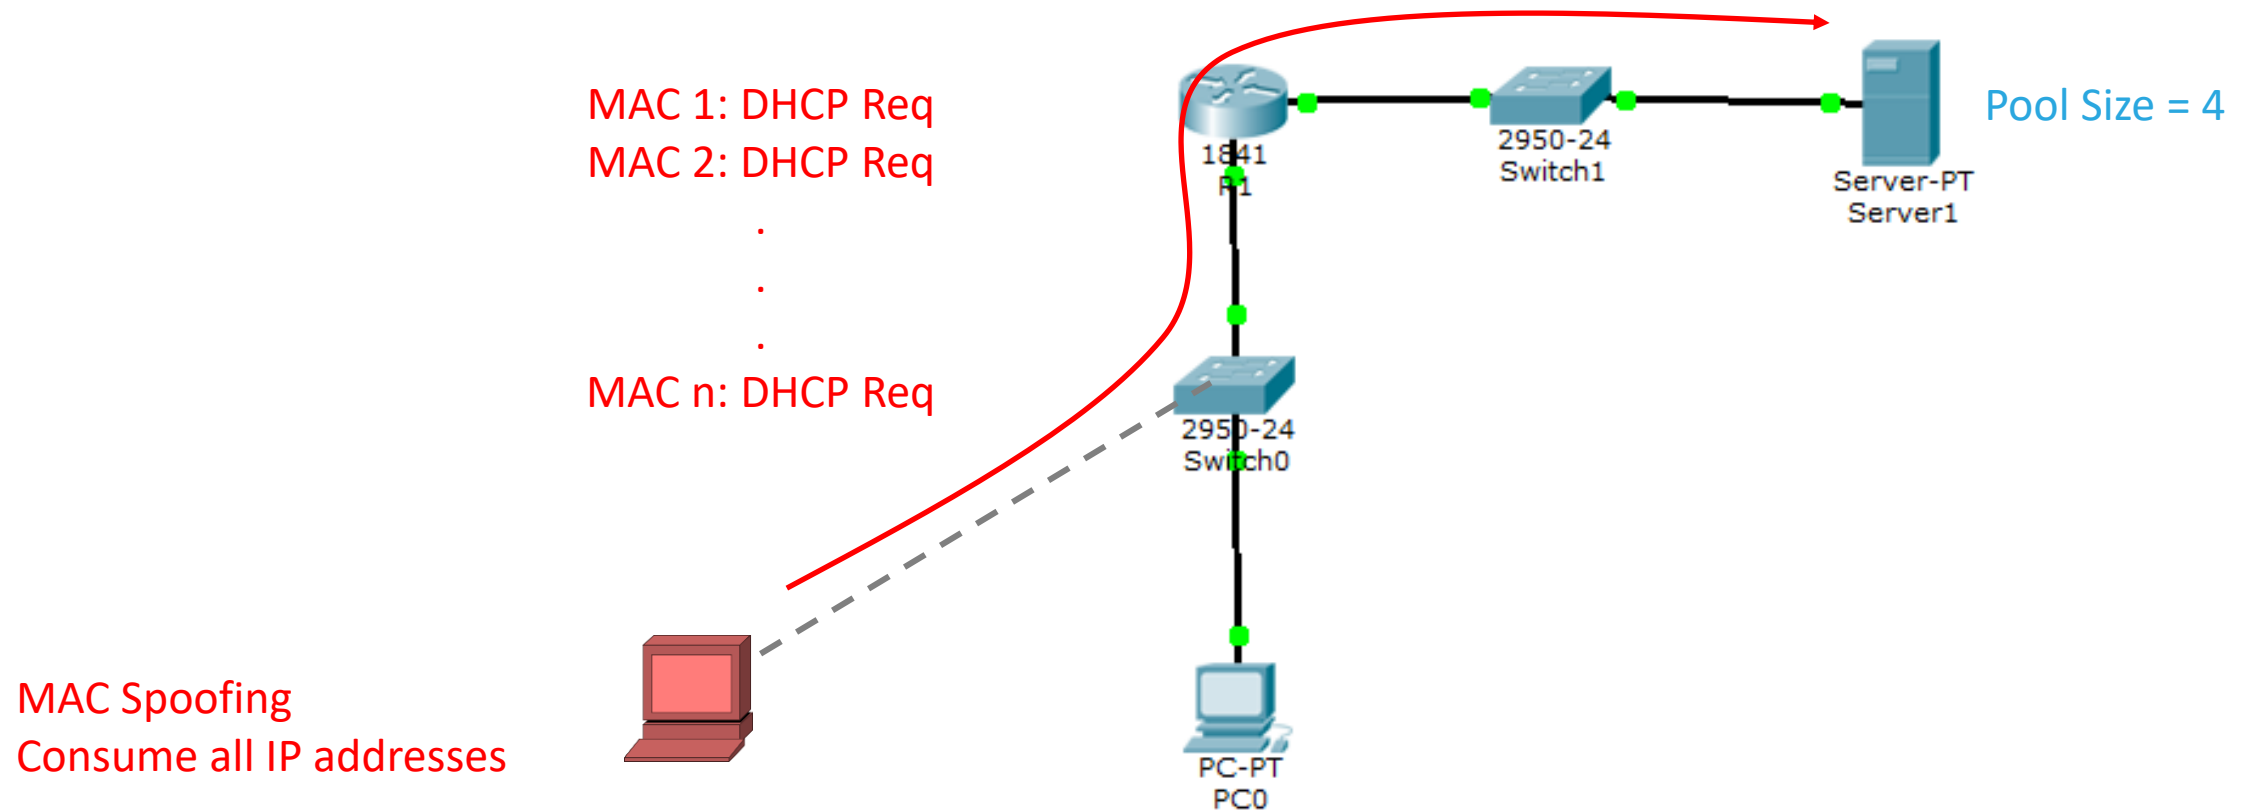 MAC 1: DHCP Req
MAC 2: DHCP Req
.
.
.
MAC n: DHCP Req
1841
R1
2950-24
Switch1
Server-PT
Server1
Pool Size = 4
2950-24
Switch0
MAC Spoofing
Consume all IP addresses
PC-PT
PC0